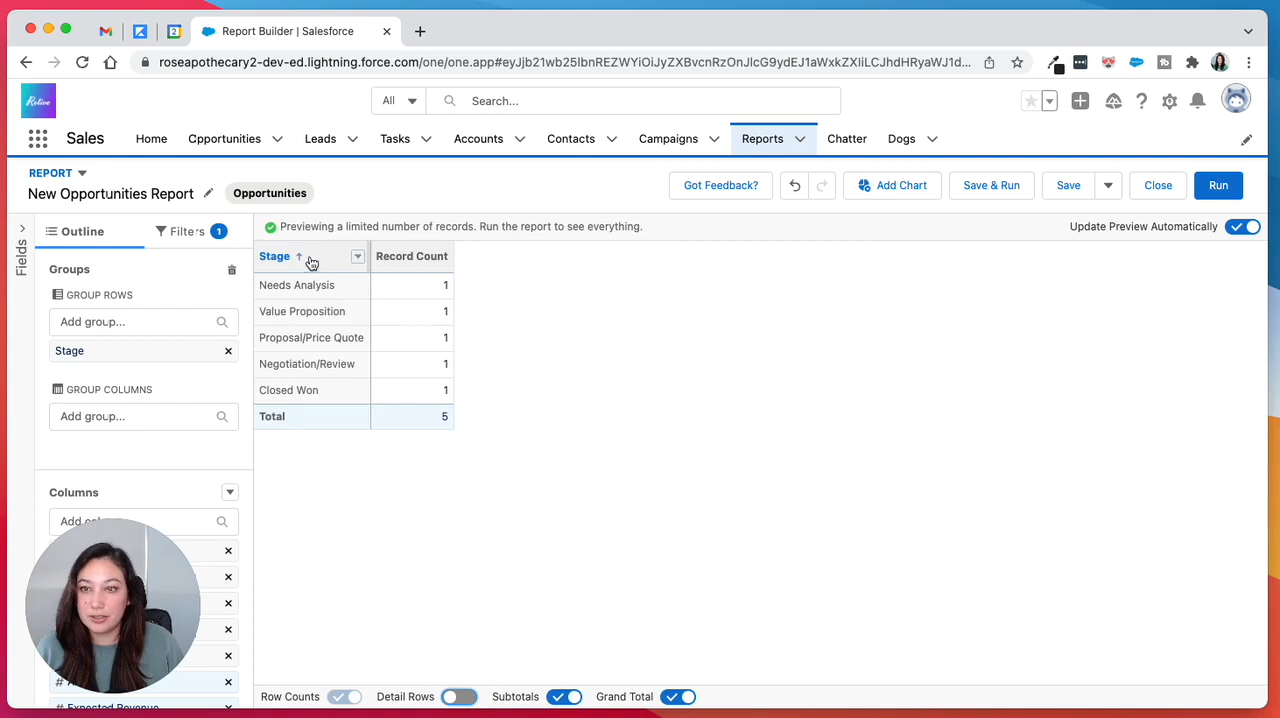 Report Builder | Salesforce
roseapothecary2-dev-ed.lightning.force.com/one/one.app#eyJjb21wb25lbnREZWYiOiJyZXBvcnRzOnJlcG9ydEJ1aWxkZXIiLCJhdHRyaWJ1d...
Rotive
All Search...
Sales Home Opportunities Leads Tasks Accounts Contacts Campaigns Reports Chatter Dogs
REPORT
New Opportunities Report Opportunities
Got Feedback? Add Chart Save & Run Save Close Run
Fields
Outline Filters 1
Previewing a limited number of records. Run the report to see everything. Update Preview Automatically
Groups
GROUP ROWS
Add group...
Stage
GROUP COLUMNS
Add group...
Columns
Stage Record Count
Needs Analysis 1
Value Proposition 1
Proposal/Price Quote 1
Negotiation/Review 1
Closed Won 1
Total 5
# Expected Revenue
Row Counts Detail Rows Subtotals Grand Total